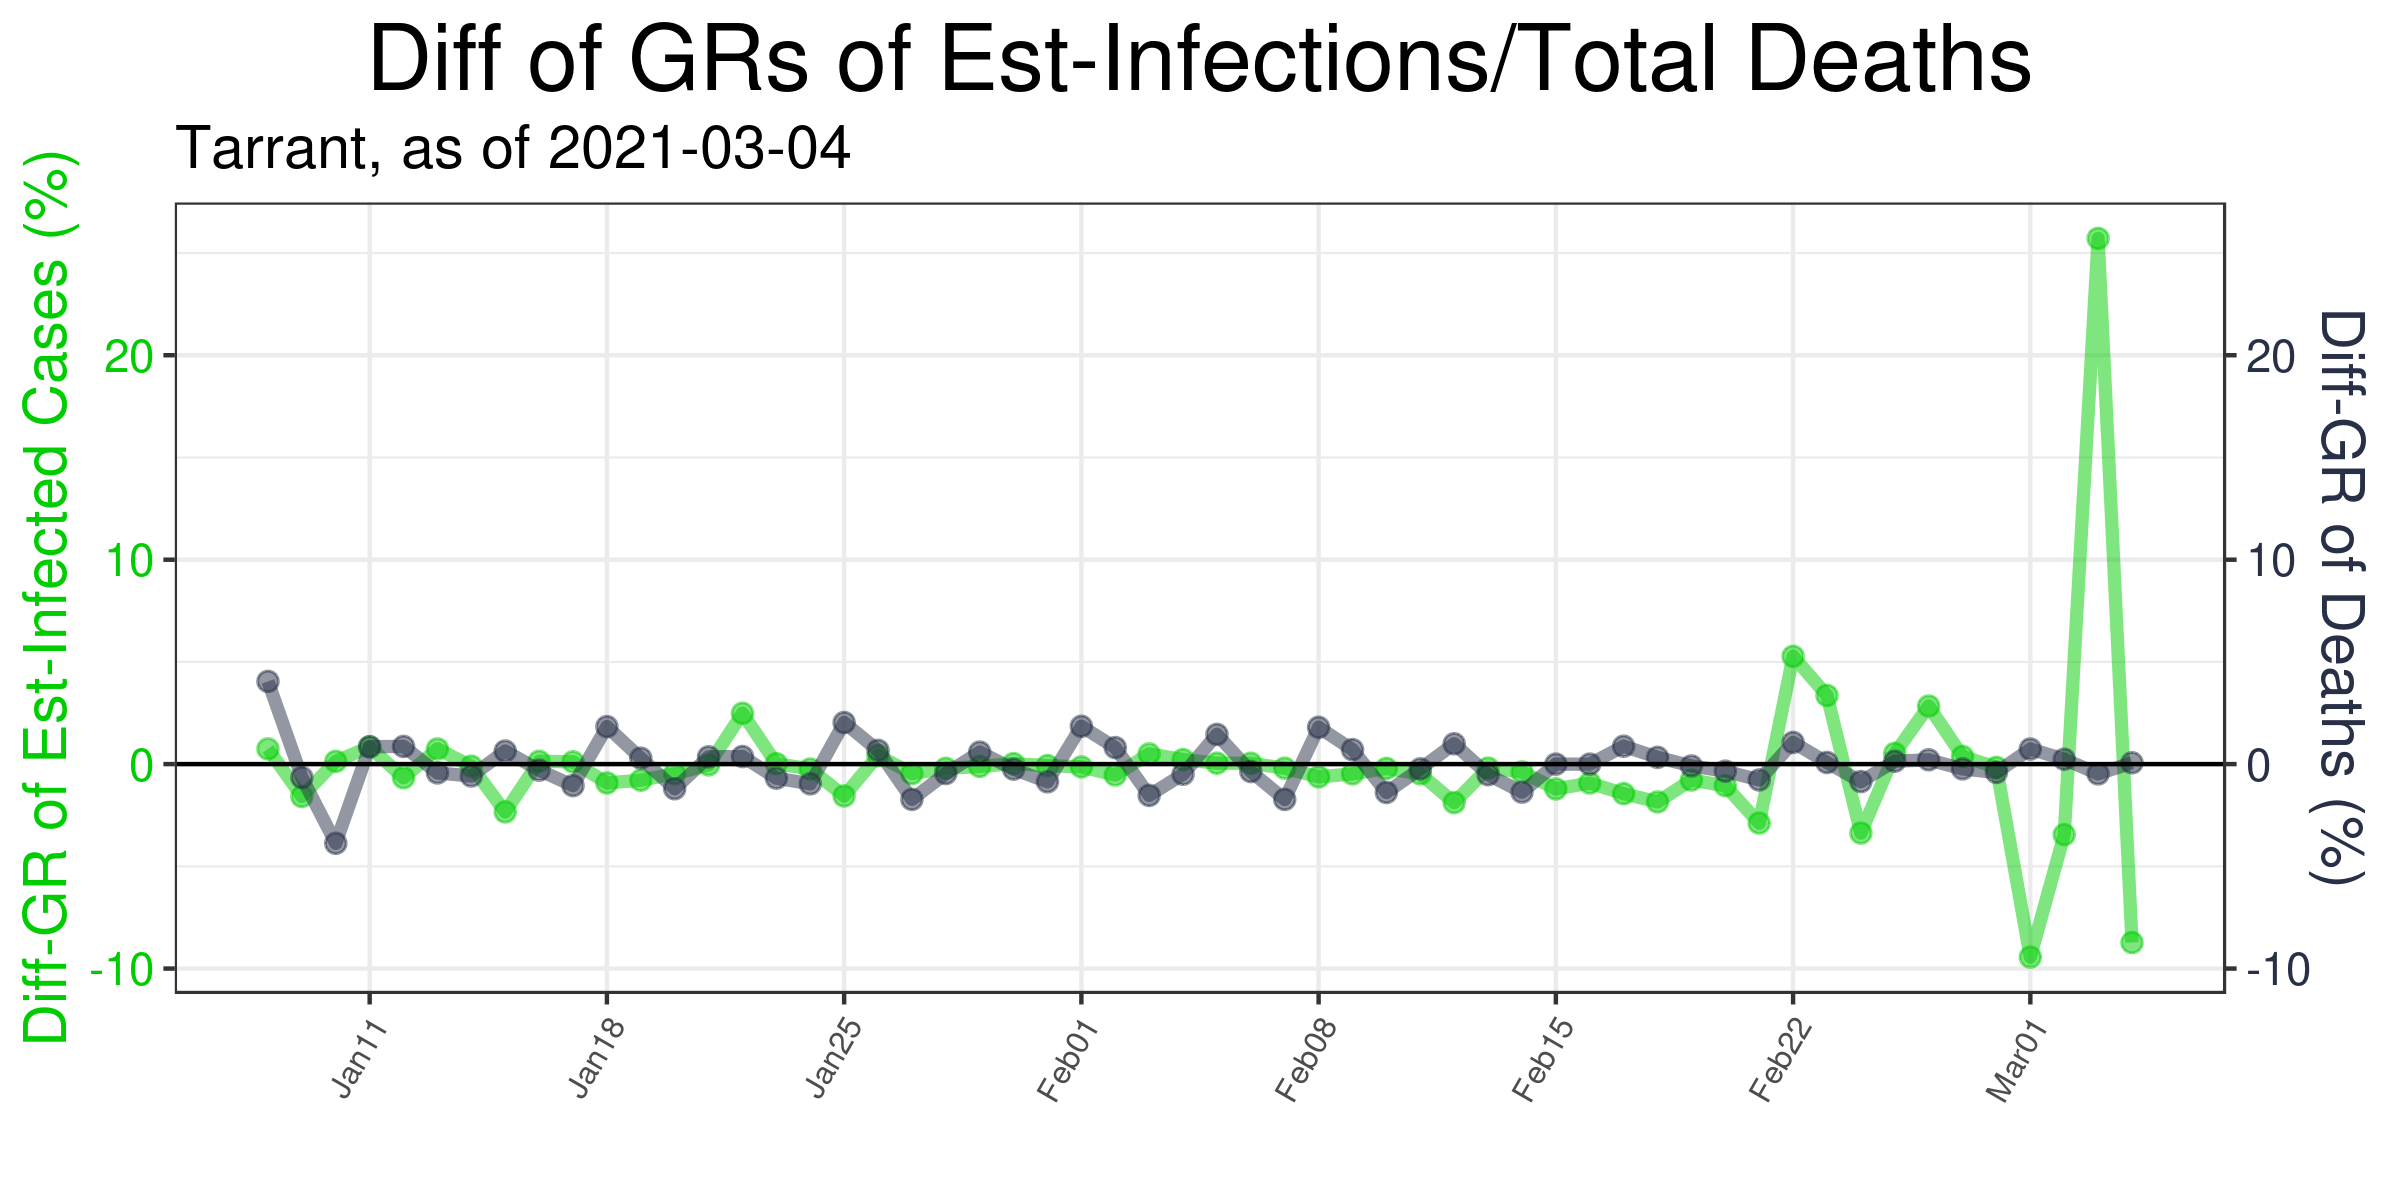 Diff of GRs of Est-Infections/Total Deaths
Tarrant, as of 2021-03-04
Diff-GR of Est-Infected Cases (%)
20
10
0
-10
20
10
0
-10
Diff-GR of Deaths (%)
Jan11
Jan18
Jan25
Feb01
Feb08
Feb15
Feb22
Mar01